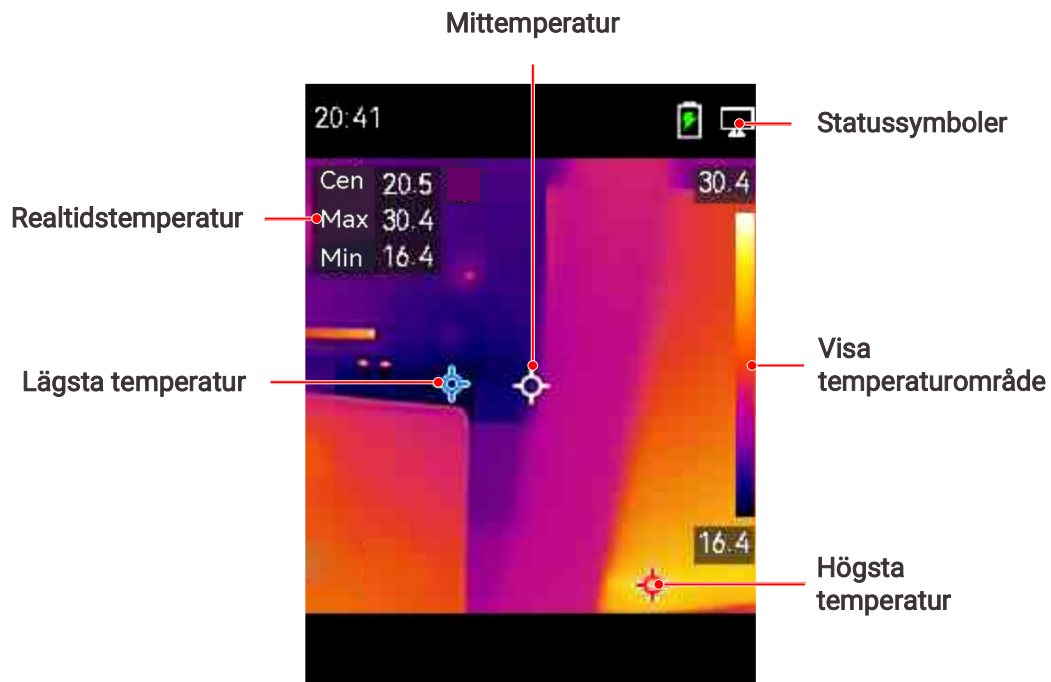 Mittemperatur
20:41
Statussymboler
Cen 20.5
30.4
Realtidstemperatur
Max 30.4
Min 16.4
Visa
temperaturområde
Lägsta temperatur
16.4
Högsta
temperatur